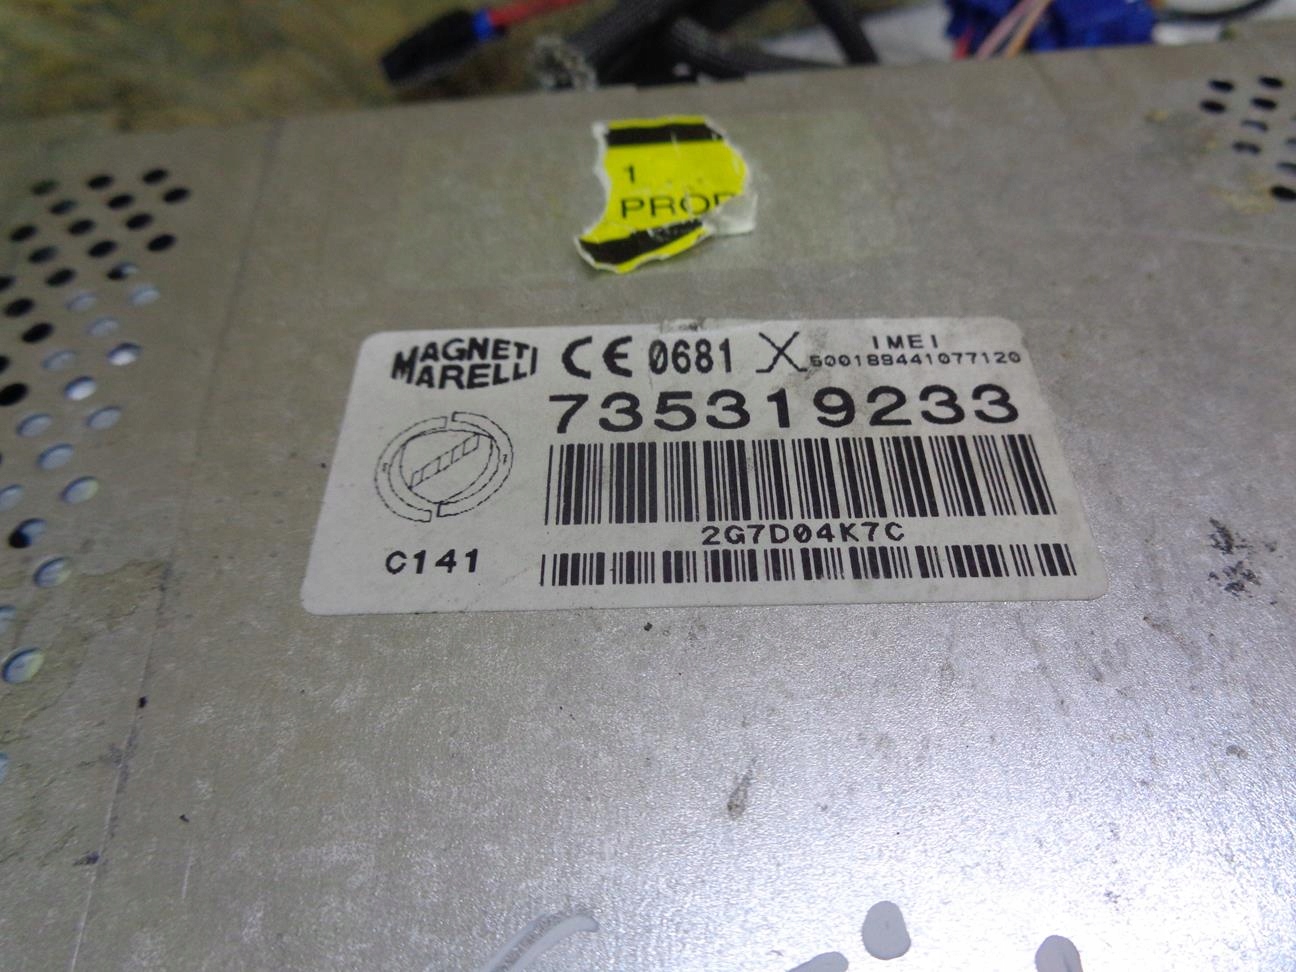 1
PROD
MAGNETI
MARELLI
CE 0681
IMEI
500189441077120
735319233
2G7D04K7C
C141